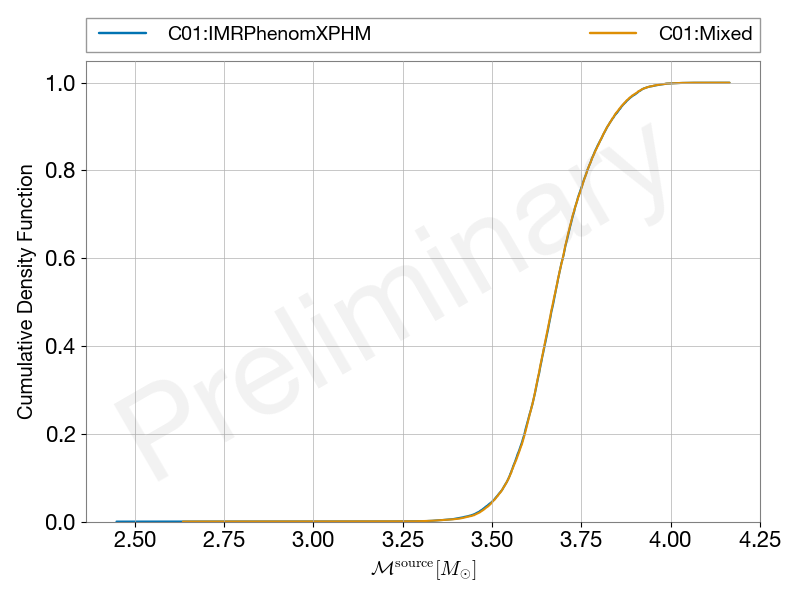 C01:IMRPhenomXPHM C01:Mixed
1.0
0.8
0.6
0.4
0.2
0.0
Cumulative Density Function
Preliminary
2.50 2.75 3.00 3.25 3.50 3.75 4.00 4.25
ℳ^source [M_⊙]